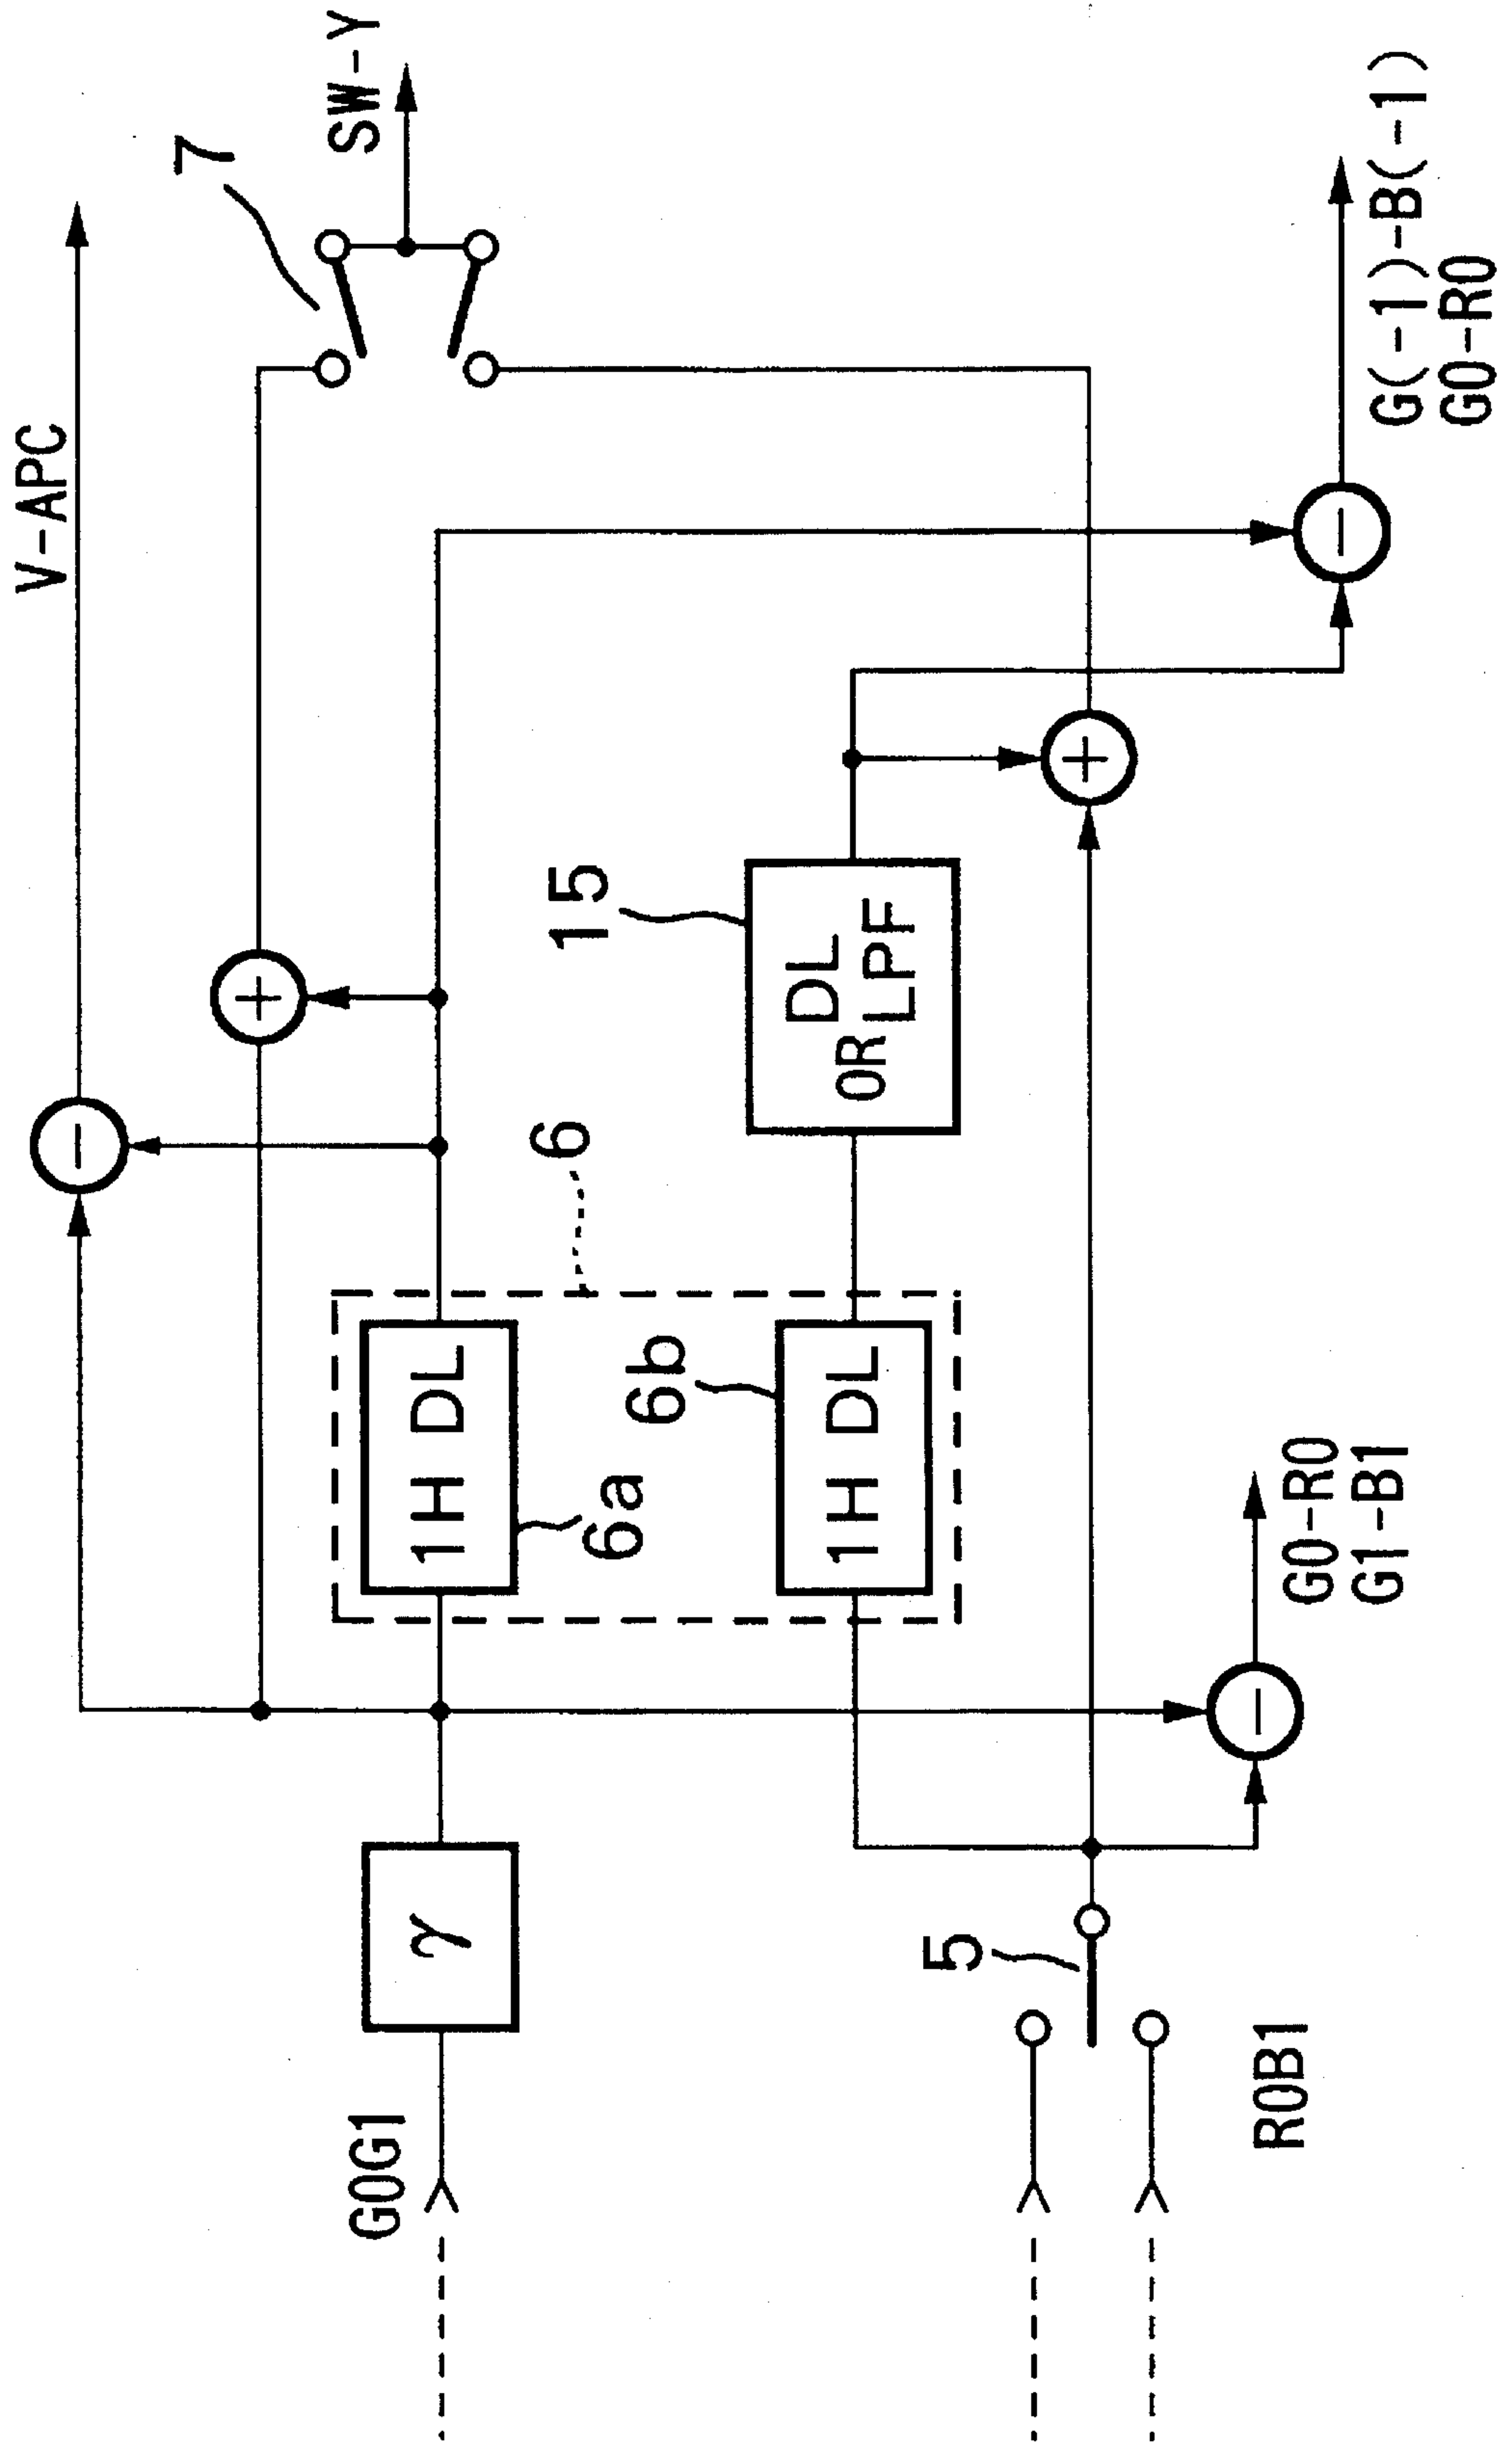 V-APC
7
SW-Y
15
DL
OR LPF
6
1H DL
6a
6b
1H DL
γ
G0G1
5
R0B1
G0-R0
G1-B1
G(-1)-B(-1)
G0-R0
+
+
-
-
-